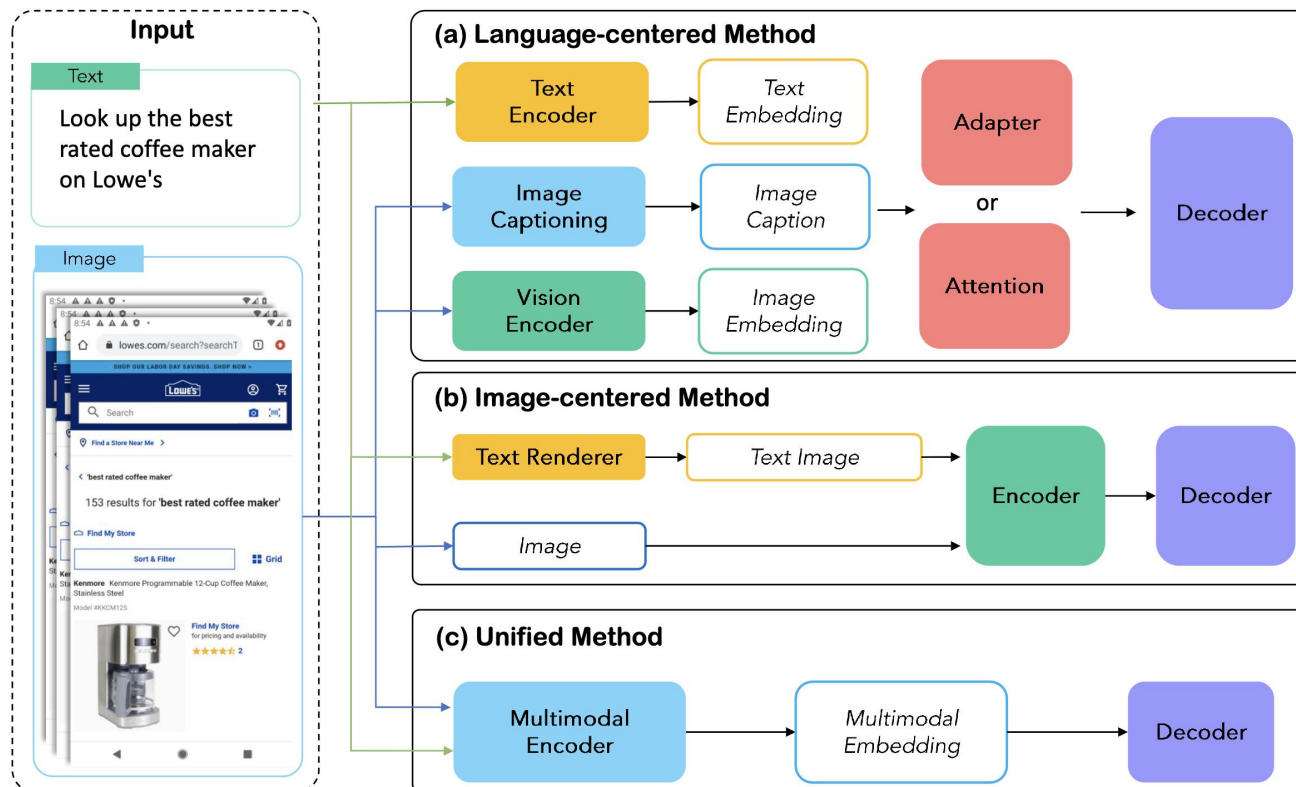 Input
Text
Look up the best
rated coffee maker
on Lowe's
Image
8:54
8:54
8:54
lowes.com/search?searchT
1
SHOP OUR LABOR DAY SAVINGS. SHOP NOW >
LOWE'S
Search
Find a Store Near Me >
'best rated coffee maker'
153 results for 'best rated coffee maker'
Find My Store
Sort & Filter
Grid
Kenmore Kenmore Programmable 12-Cup Coffee Maker,
Stainless Steel
Model #KKCM12S
Find My Store
for pricing and availability
2
(a) Language-centered Method
Text
Encoder
Text
Embedding
Image
Captioning
Image
Caption
Vision
Encoder
Image
Embedding
Adapter
or
Attention
Decoder
(b) Image-centered Method
Text Renderer
Text Image
Image
Encoder
Decoder
(c) Unified Method
Multimodal
Encoder
Multimodal
Embedding
Decoder